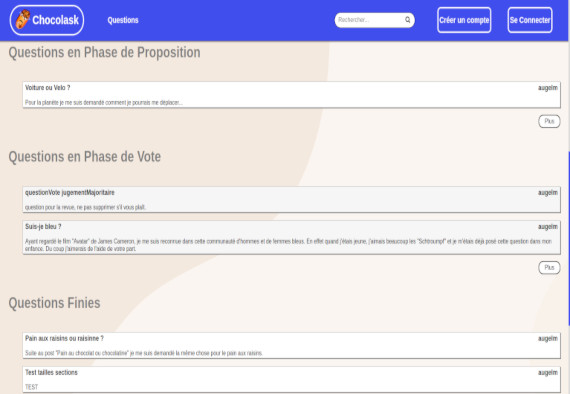 Chocolask
Questions
Rechercher...
Créer un compte
Se Connecter
Questions en Phase de Proposition
Voiture ou Velo ?
augelm
Pour la planète je me suis demandé comment je pourrais me déplacer...
Plus
Questions en Phase de Vote
questionVote jugementMajoritaire
augelm
question pour la revue, ne pas supprimer s'il vous plaît.
Suis-je bleu ?
augelm
Ayant regardé le film "Avatar" de James Cameron, je me suis reconnue dans cette communauté d'hommes et de femmes bleus. En effet quand j'étais jeune, j'aimais beaucoup les "Schtroumpf" et je m'étais déjà posé cette question dans mon
enfance. Du coup j'aimerais de l'aide de votre part.
Plus
Questions Finies
Pain aux raisins ou raisinne ?
augelm
Suite au post "Pain au chocolat ou chocolatine" je me suis demandé la même chose pour le pain aux raisins.
Test tailles sections
augelm
TEST